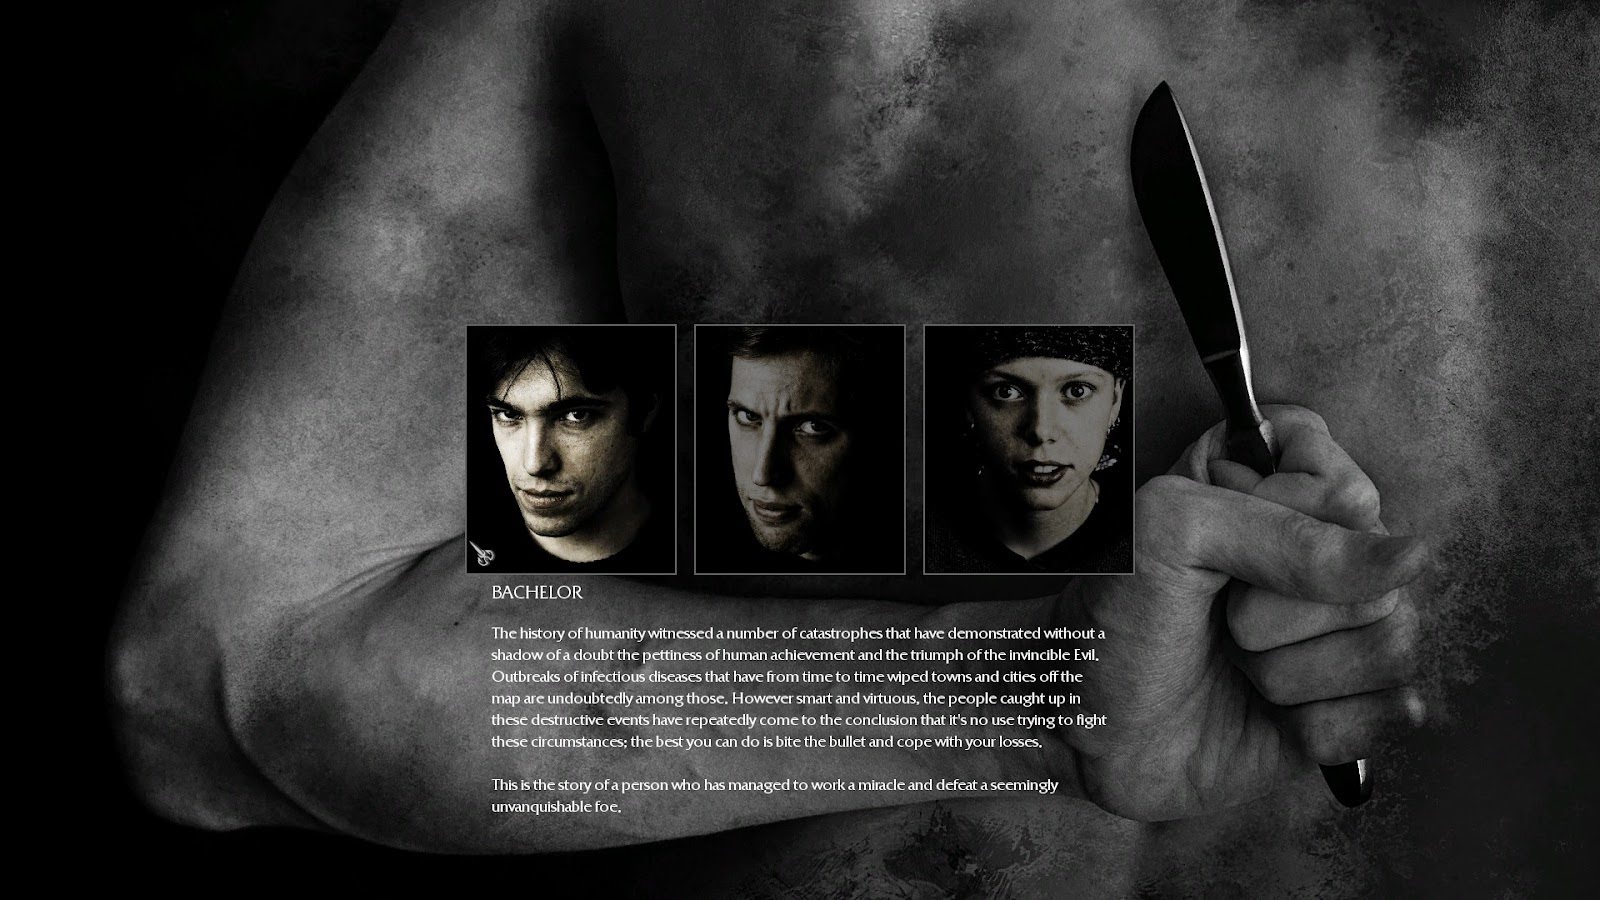 BACHELOR
The history of humanity witnessed a number of catastrophes that have demonstrated without a
shadow of a doubt the pettiness of human achievement and the triumph of the invincible Evil.
Outbreaks of infectious diseases that have from time to time wiped towns and cities off the
map are undoubtedly among those. However smart and virtuous, the people caught up in
these destructive events have repeatedly come to the conclusion that it's no use trying to fight
these circumstances; the best you can do is bite the bullet and cope with your losses.
This is the story of a person who has managed to work a miracle and defeat a seemingly
unvanquishable foe.